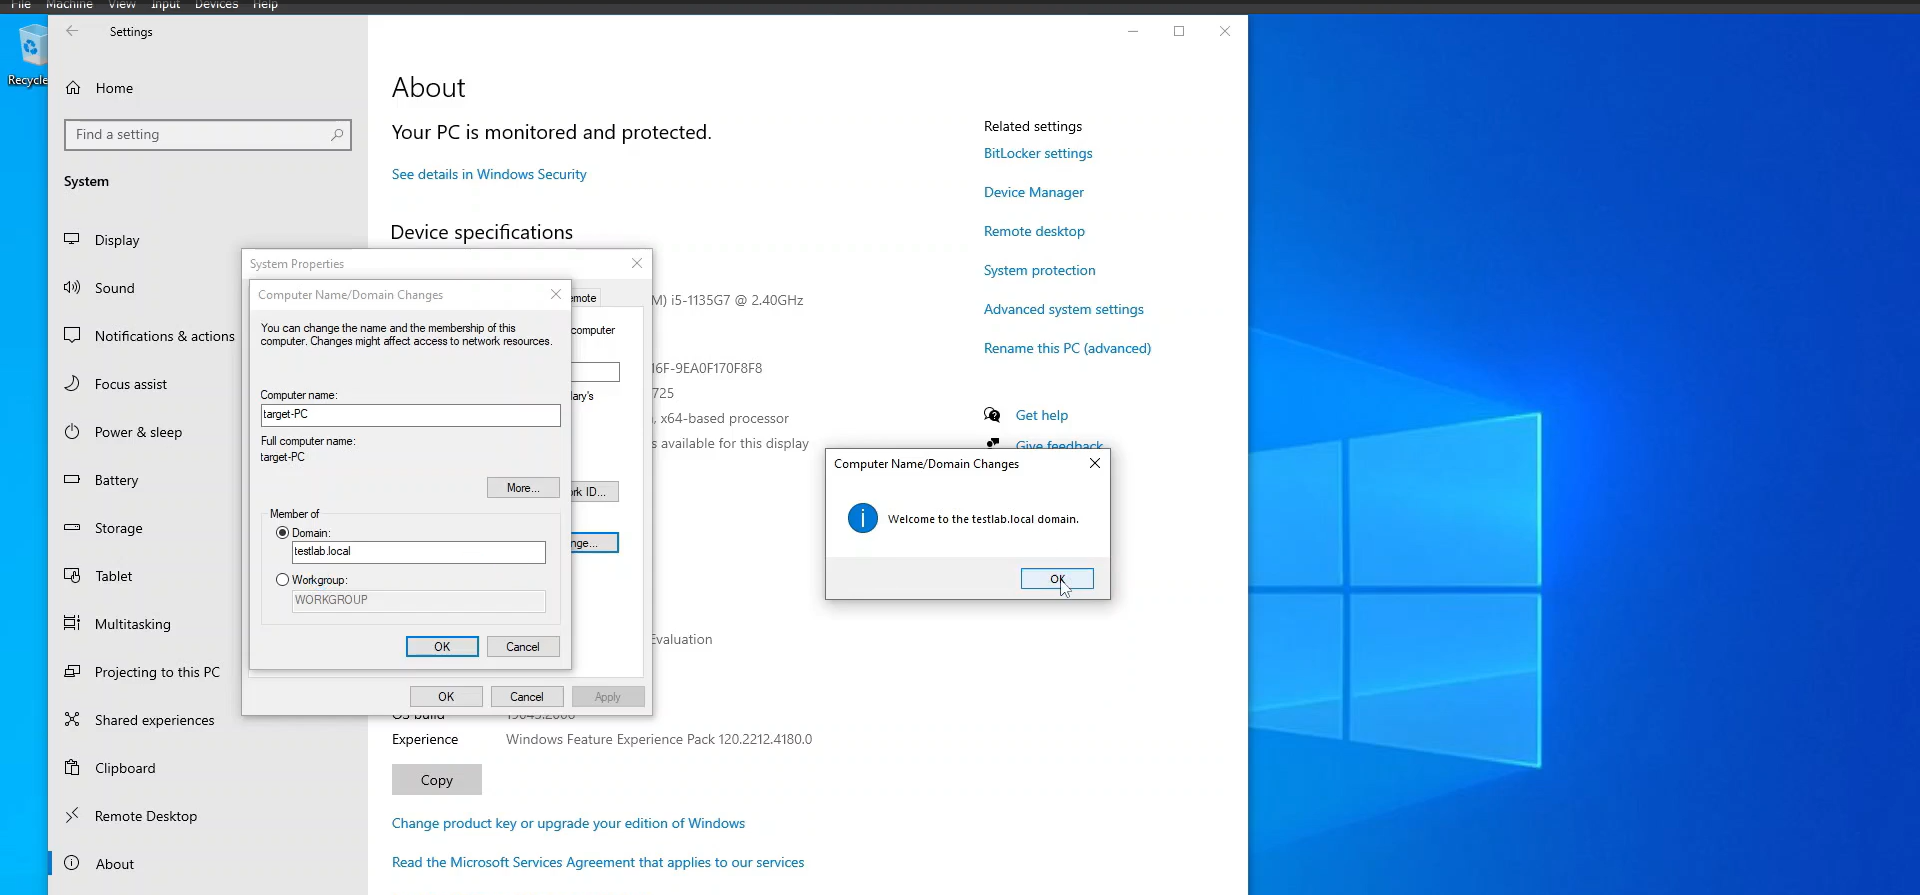 File Machine View Input Devices Help
Recycle
Settings
Home
Find a setting
System
Display
Sound
Notifications & actions
Focus assist
Power & sleep
Battery
Storage
Tablet
Multitasking
Projecting to this PC
Shared experiences
Clipboard
Remote Desktop
About
About
Your PC is monitored and protected.
See details in Windows Security
Device specifications
M) i5-1135G7 @ 2.40GHz
16F-9EA0F170F8F8
725
, x64-based processor
s available for this display
Evaluation
OS build
Experience Windows Feature Experience Pack 120.2212.4180.0
Copy
Change product key or upgrade your edition of Windows
Read the Microsoft Services Agreement that applies to our services
Related settings
BitLocker settings
Device Manager
Remote desktop
System protection
Advanced system settings
Rename this PC (advanced)
Get help
Give feedback
System Properties
emote
computer
lary's
rk ID...
nge...
OK Cancel Apply
Computer Name/Domain Changes
You can change the name and the membership of this
computer. Changes might affect access to network resources.
Computer name:
target-PC
Full computer name:
target-PC
More...
Member of
Domain:
testlab.local
Workgroup:
WORKGROUP
OK Cancel
Computer Name/Domain Changes
Welcome to the testlab.local domain.
OK